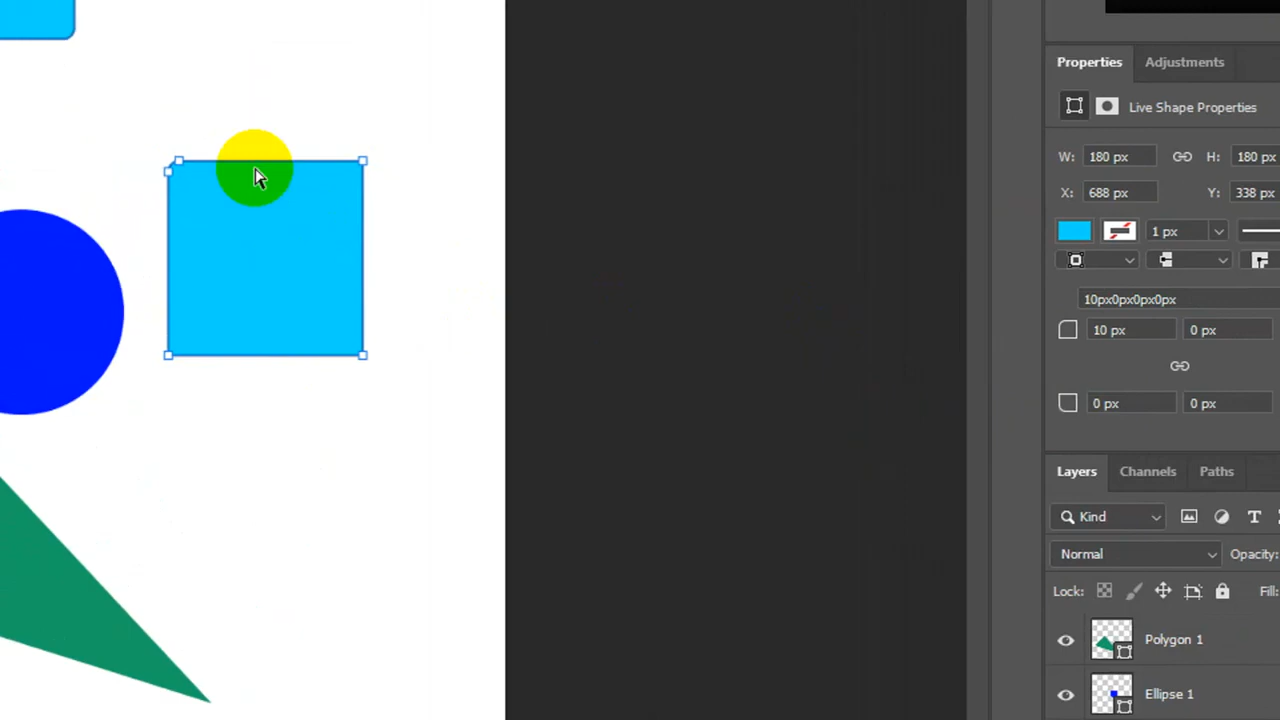 Properties Adjustments
Live Shape Properties
W: 180 px H: 180 px
X: 688 px Y: 338 px
1 px
10px0px0px0px
10 px 0 px
0 px 0 px
Layers Channels Paths
Kind
Normal Opacity:
Lock: Fill:
Polygon 1
Ellipse 1